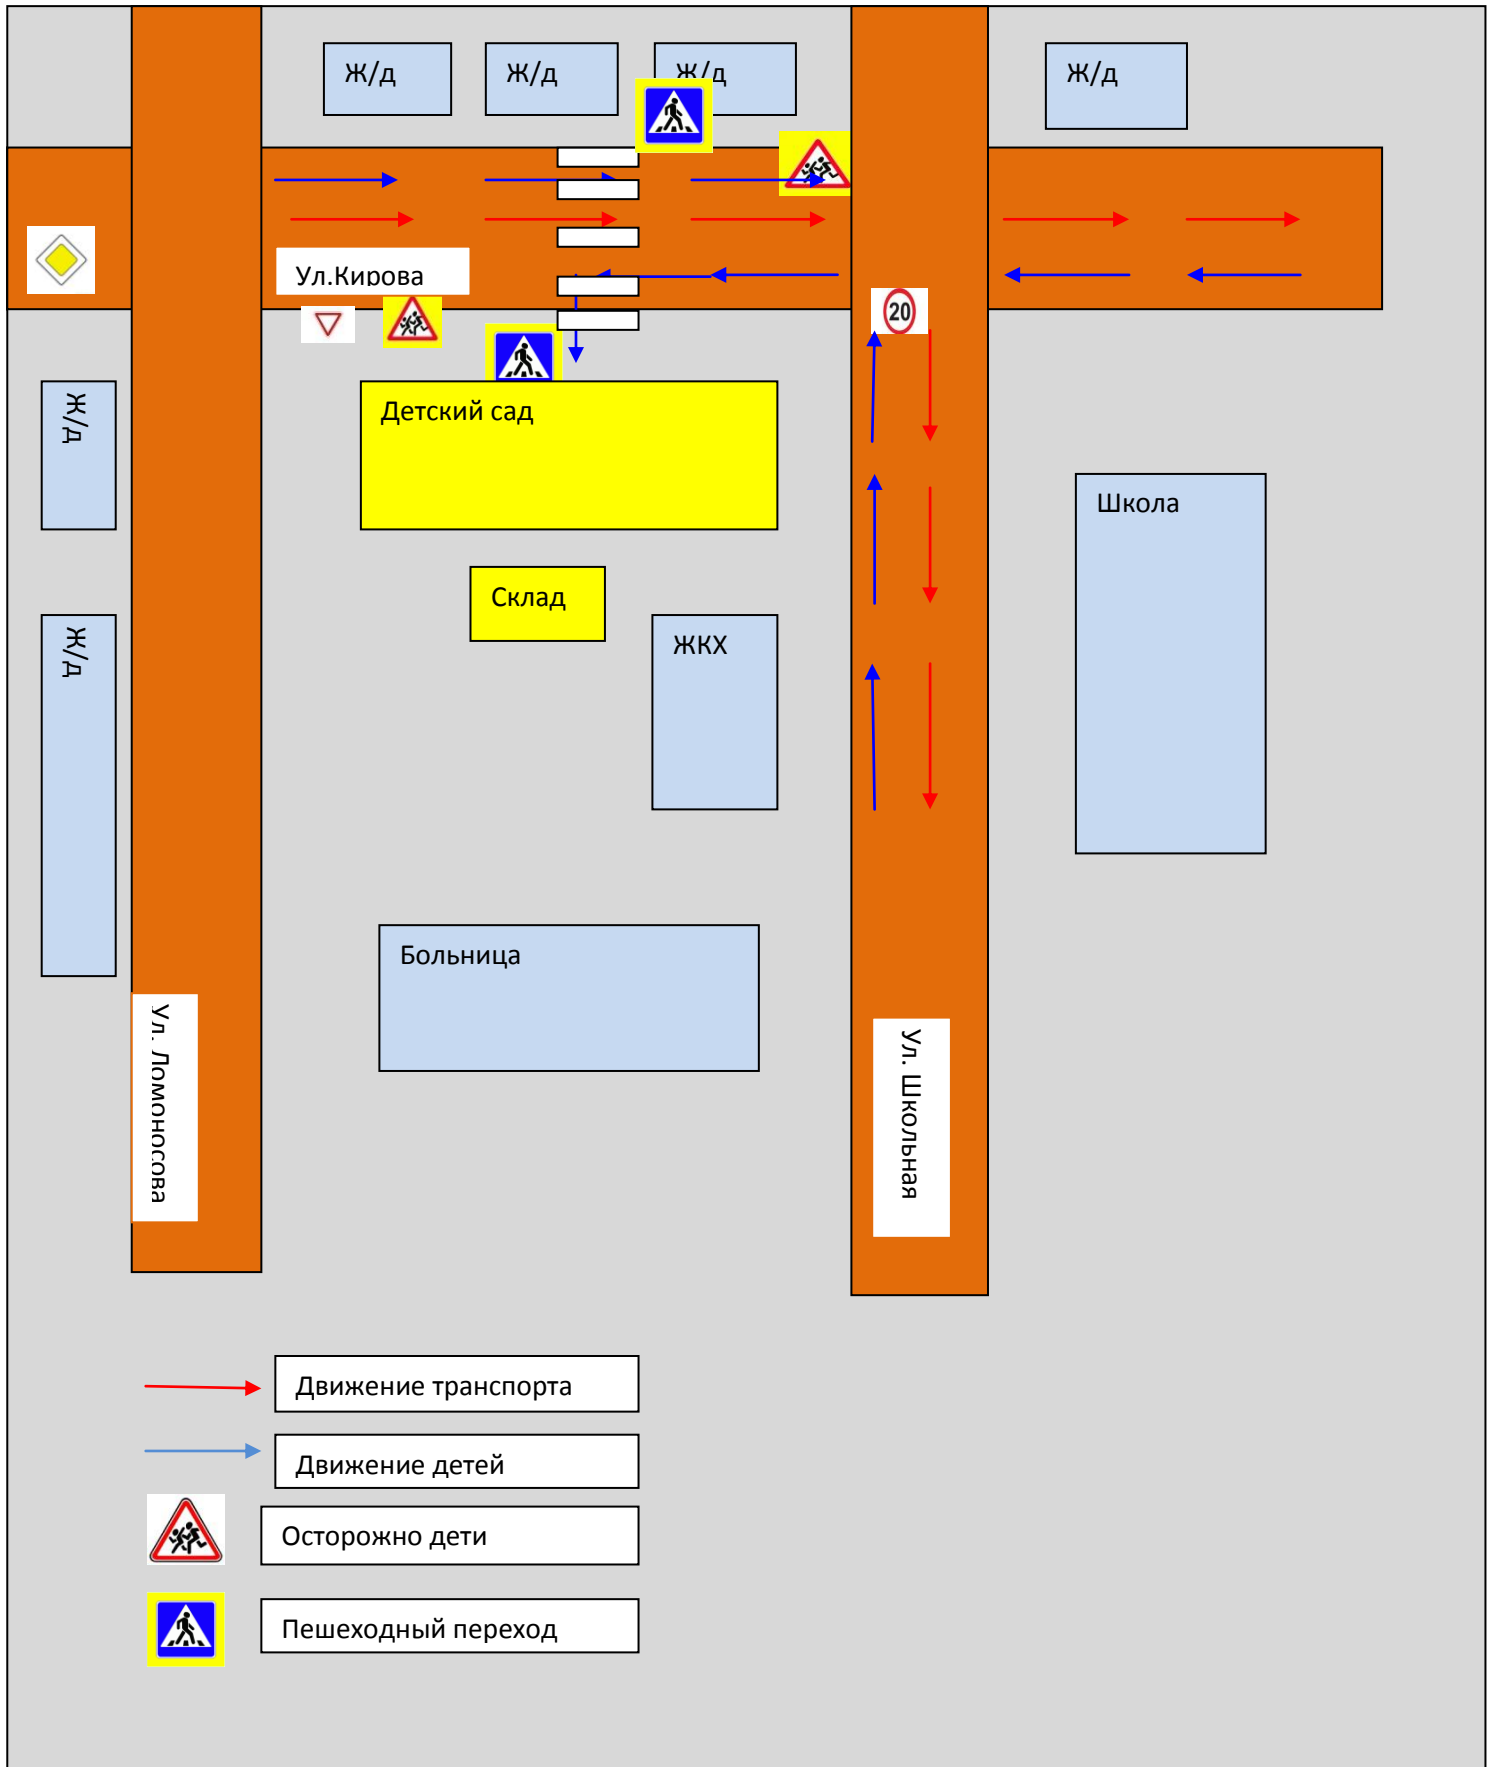 Ж/д
Ж/д
Ж/д
Ж/д
Ул.Кирова
20
Ж/д
Детский сад
Школа
Склад
Ж/д
ЖКХ
Больница
Ул. Ломоносова
Ул. Школьная
Движение транспорта
Движение детей
Осторожно дети
Пешеходный переход